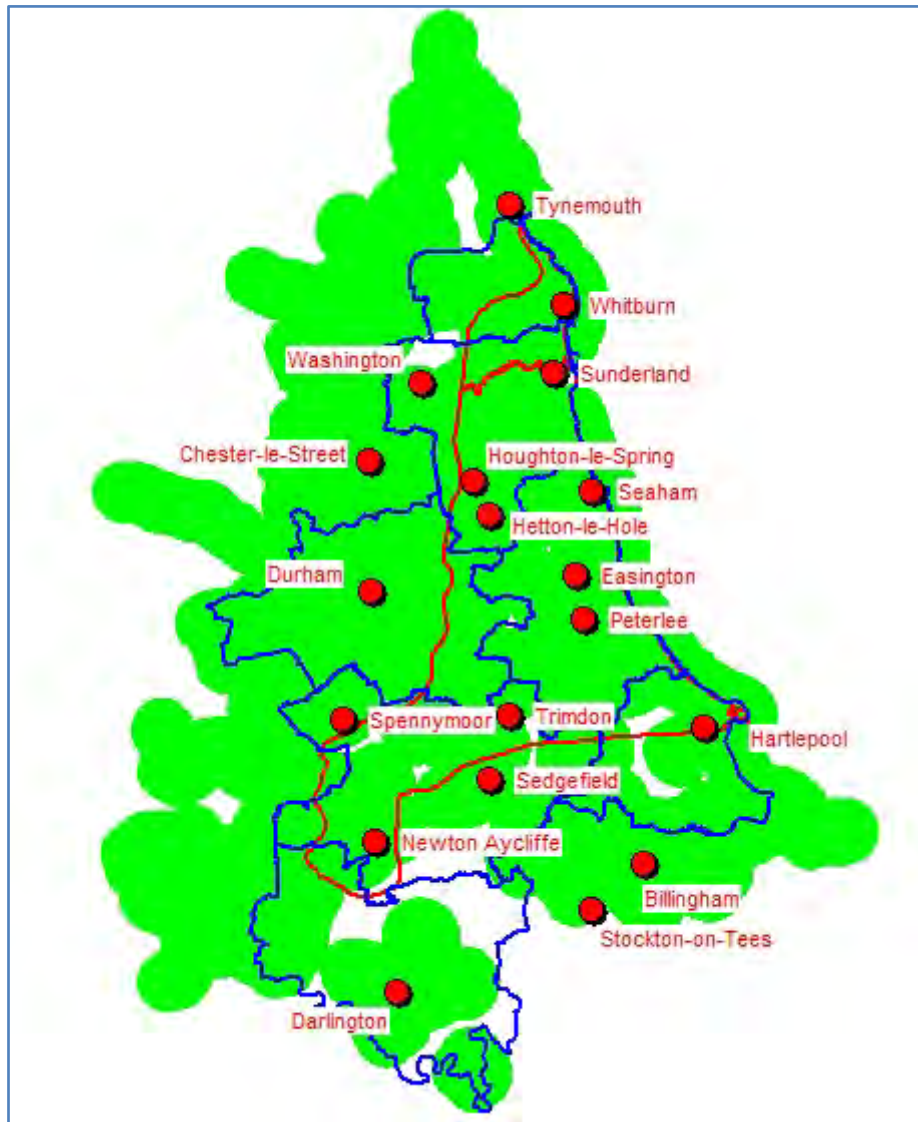 Tynemouth
Whitburn
Washington
Sunderland
Chester-le-Street
Houghton-le-Spring
Seaham
Hetton-le-Hole
Durham
Easington
Peterlee
Spennymoor
Trimdon
Hartlepool
Sedgefield
Newton Aycliffe
Billingham
Stockton-on-Tees
Darlington